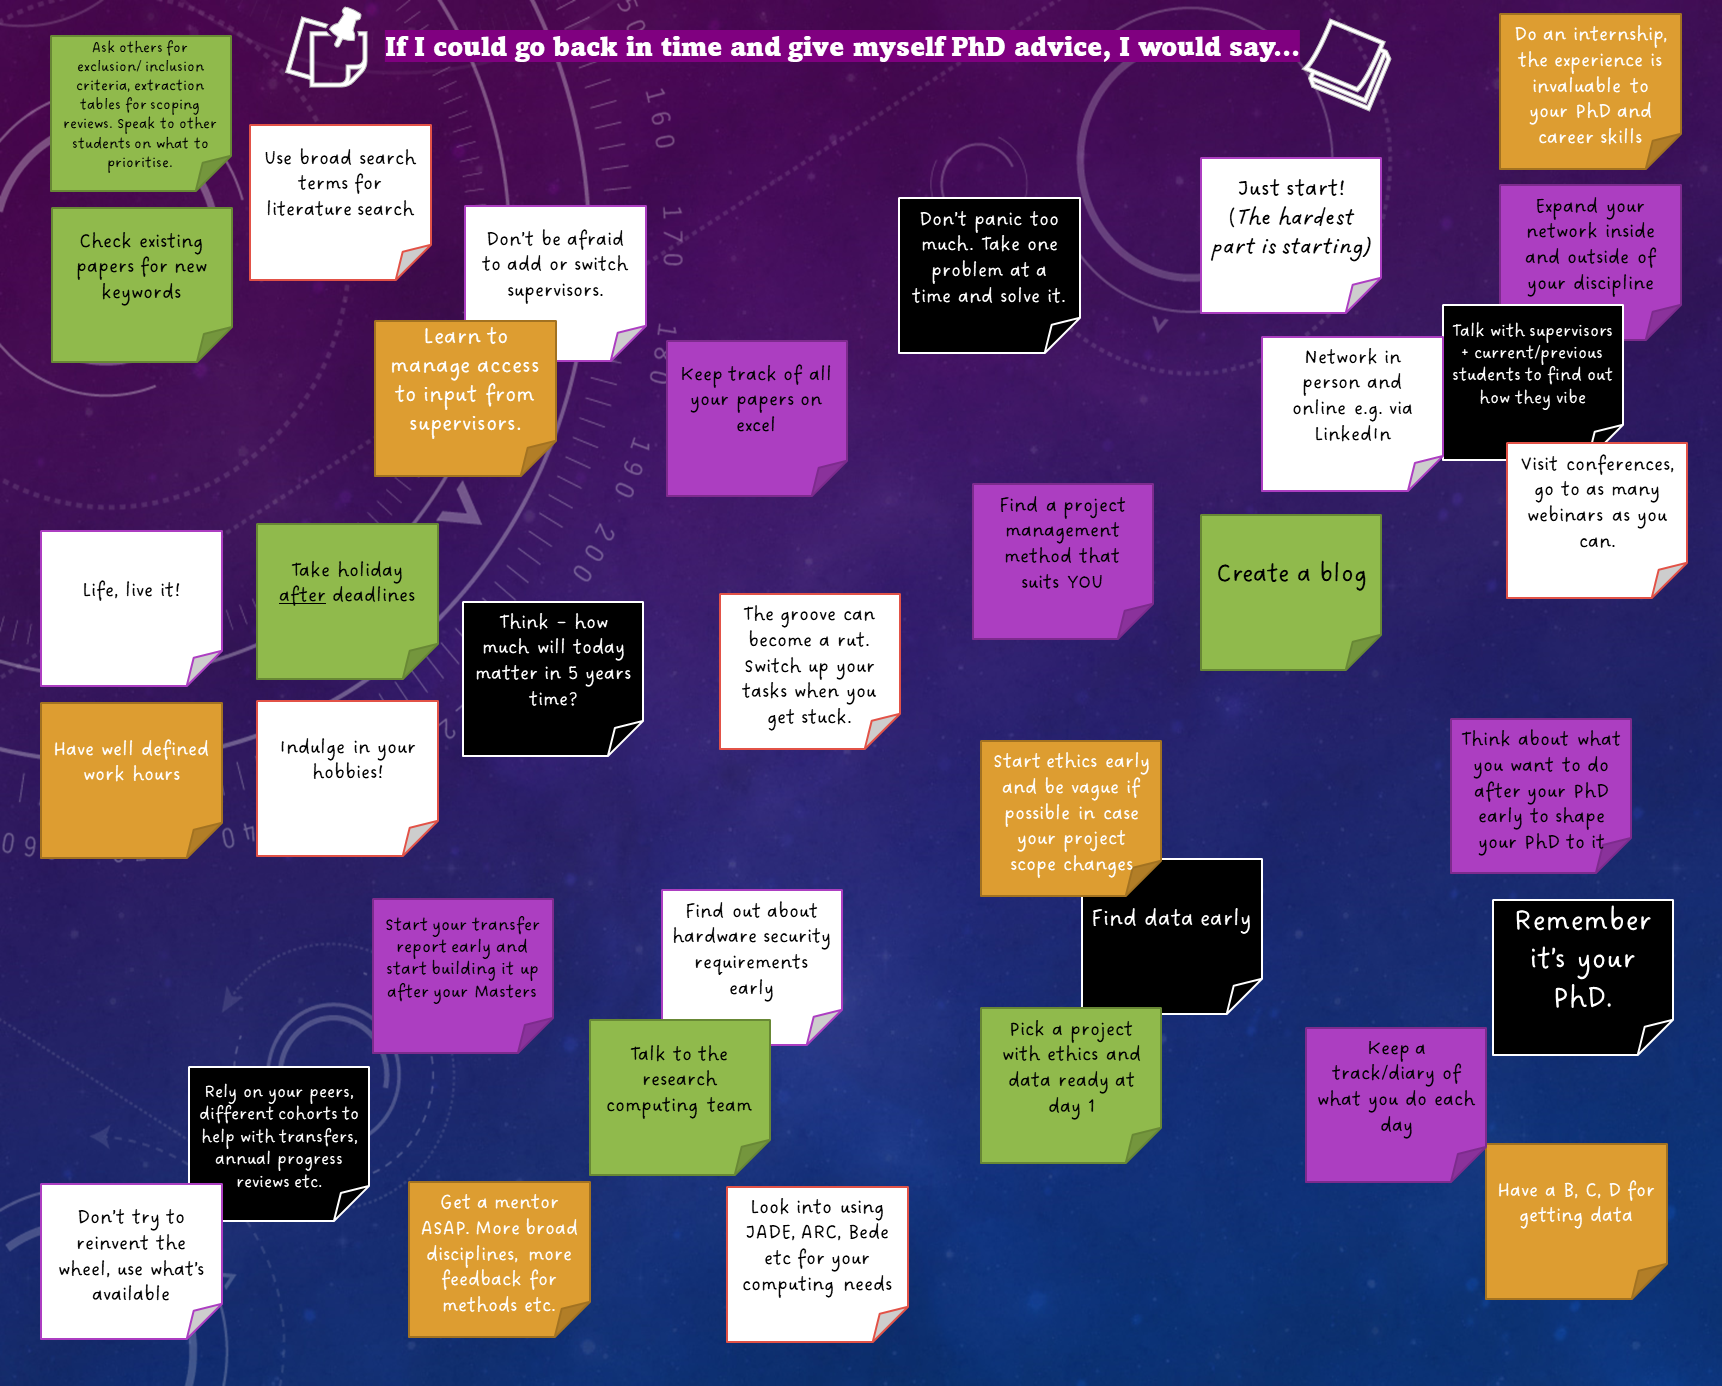 If I could go back in time and give myself PhD advice, I would say...
Ask others for
exclusion/ inclusion
criteria, extraction
tables for scoping
reviews. Speak to other
students on what to
prioritise.
Use broad search
terms for
literature search
Check existing
papers for new
keywords
Don't be afraid
to add or switch
supervisors.
Learn to
manage access
to input from
supervisors.
Keep track of all
your papers on
excel
Don't panic too
much. Take one
problem at a
time and solve it.
Just start!
(The hardest
part is starting)
Do an internship,
the experience is
invaluable to
your PhD and
career skills
Expand your
network inside
and outside of
your discipline
Talk with supervisors
+ current/previous
students to find out
how they vibe
Network in
person and
online e.g. via
LinkedIn
Visit conferences,
go to as many
webinars as you
can.
Find a project
management
method that
suits YOU
Create a blog
Life, live it!
Take holiday
after deadlines
Think – how
much will today
matter in 5 years
time?
The groove can
become a rut.
Switch up your
tasks when you
get stuck.
Have well defined
work hours
Indulge in your
hobbies!
Start ethics early
and be vague if
possible in case
your project
scope changes
Find data early
Pick a project
with ethics and
data ready at
day 1
Think about what
you want to do
after your PhD
early to shape
your PhD to it
Remember
it's your
PhD.
Keep a
track/diary of
what you do each
day
Have a B, C, D for
getting data
Start your transfer
report early and
start building it up
after your Masters
Find out about
hardware security
requirements
early
Talk to the
research
computing team
Rely on your peers,
different cohorts to
help with transfers,
annual progress
reviews etc.
Don't try to
reinvent the
wheel, use what's
available
Get a mentor
ASAP. More broad
disciplines, more
feedback for
methods etc.
Look into using
JADE, ARC, Bede
etc for your
computing needs
160
170
180
190
200